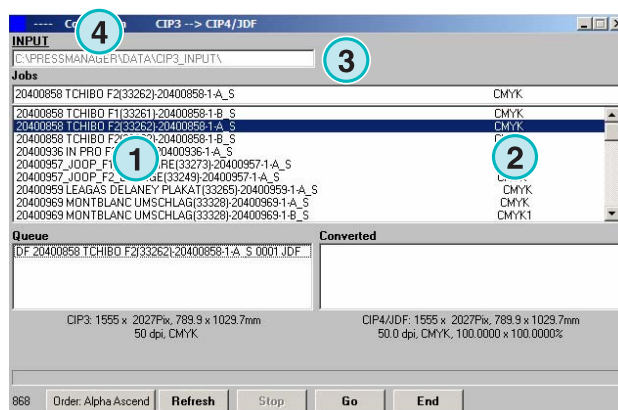 ---- Co n CIP3 --> CIP4/JDF
4
INPUT
C:\PRESSMANAGER\DATA\CIP3_INPUT\
3
Jobs
20400858 TCHIBO F2(33262)-20400858-1-A_S CMYK
20400858 TCHIBO F1(33261)-20400858-1-B_S CMYK
20400858 TCHIBO F2(33262)-20400858-1-A_S CMYK
20400858 TCHIBO F2(33262)-20400858-1-B_S
20400936 IN PRO F 20400936-1-A_S
20400957_JOOP_F1 RE(33273)-20400957-1-A_S
1
2
20400957_JOOP_F2 GE(33249)-20400957-1-A_S
20400959 LEAGAS DELANEY PLAKAT(33265)-20400959-1-A_S CMYK
20400969 MONTBLANC UMSCHLAG(33328)-20400969-1-A_S CMYK
20400969 MONTBLANC UMSCHLAG(33328)-20400969-1-B_S CMYK1
Queue Converted
DF 20400858 TCHIBO F2(33262)-20400858-1-A_S 0001.JDF
CIP3: 1555 x 2027Pix, 789.9 x 1029.7mm CIP4/JDF: 1555 x 2027Pix, 789.9 x 1029.7mm
50 dpi, CMYK 50.0 dpi, CMYK, 100.0000 x 100.0000%
868 Order: Alpha Ascend Refresh Stop Go End